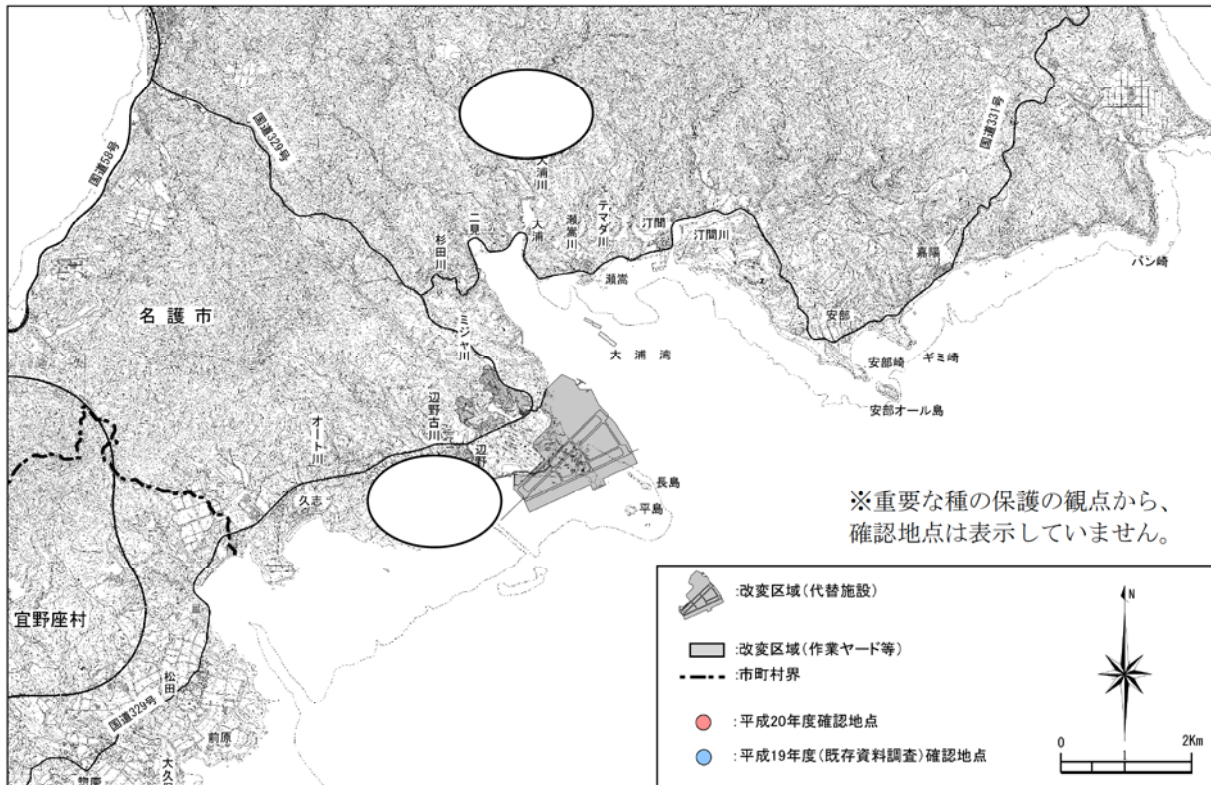 国道58号
国道329号
国道331号
大浦川
二見
大浦
瀬嵩川
テマダ川
汀間
汀間川
杉田川
瀬嵩
嘉陽
バン崎
名護市
ミジャ川
安部
大浦湾
安部崎
ギミ崎
安部オール島
辺野古川
辺野
オート川
久志
長島
平島
※重要な種の保護の観点から、
確認地点は表示していません。
宜野座村
松田
国道329号
前原
大久
惣慶
:改変区域(代替施設)
:改変区域(作業ヤード等)
:市町村界
:平成20年度確認地点
:平成19年度(既存資料調査)確認地点
N
0 2Km